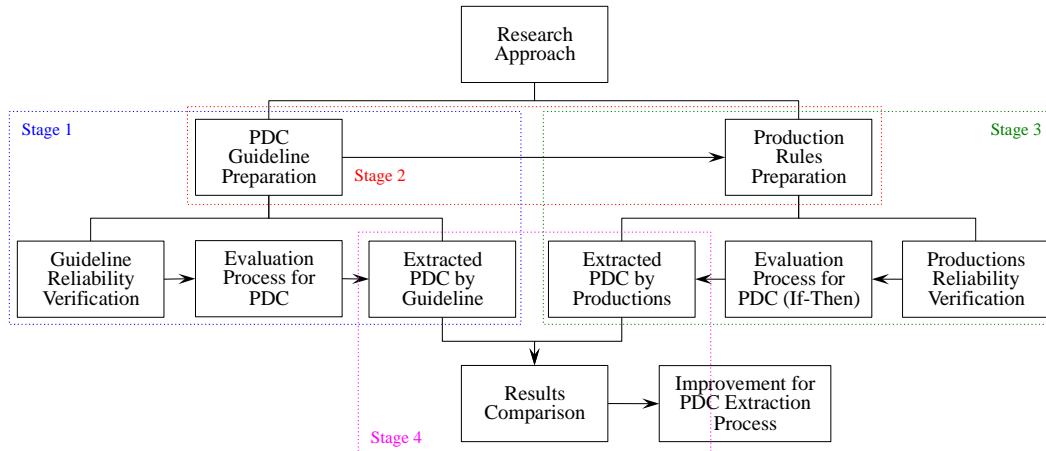 Research
Approach
Stage 1
PDC
Guideline
Preparation
Stage 2
Production
Rules
Preparation
Stage 3
Guideline
Reliability
Verification
Evaluation
Process for
PDC
Extracted
PDC by
Guideline
Extracted
PDC by
Productions
Evaluation
Process for
PDC (If-Then)
Productions
Reliability
Verification
Results
Comparison
Improvement for
PDC Extraction
Process
Stage 4